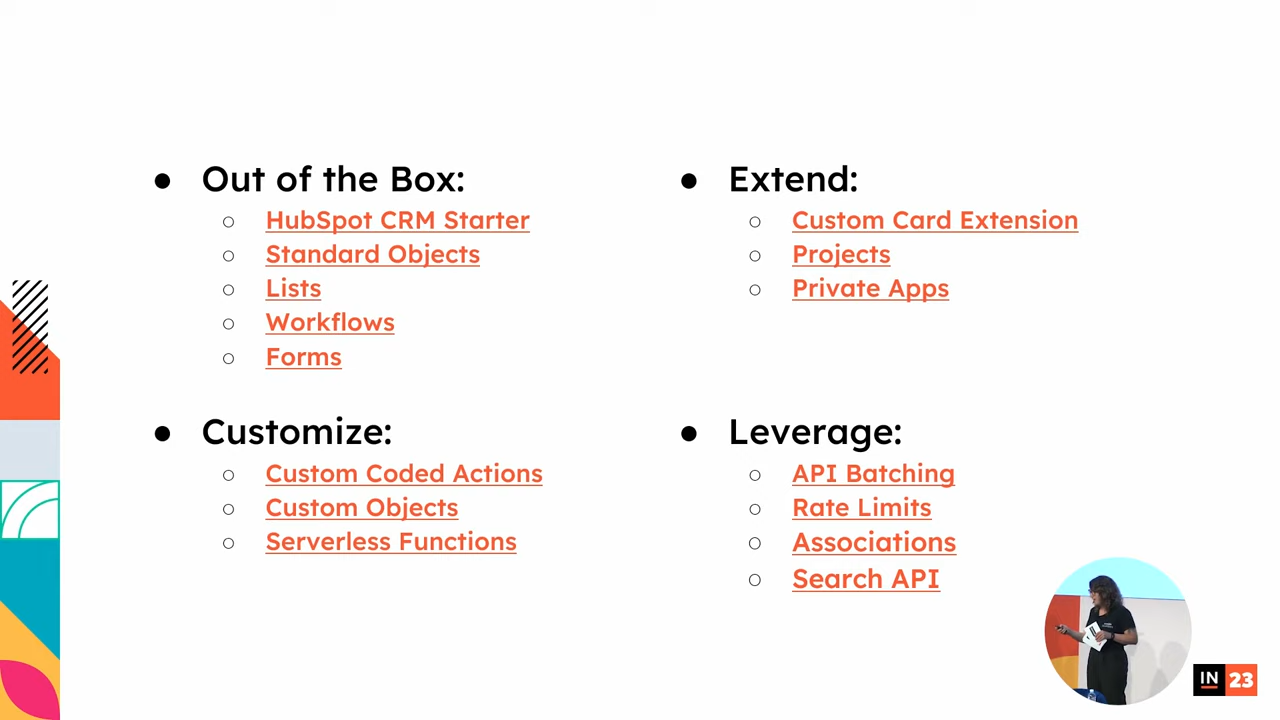 Out of the Box:
HubSpot CRM Starter
Standard Objects
Lists
Workflows
Forms
Customize:
Custom Coded Actions
Custom Objects
Serverless Functions
Extend:
Custom Card Extension
Projects
Private Apps
Leverage:
API Batching
Rate Limits
Associations
Search API
IN 23